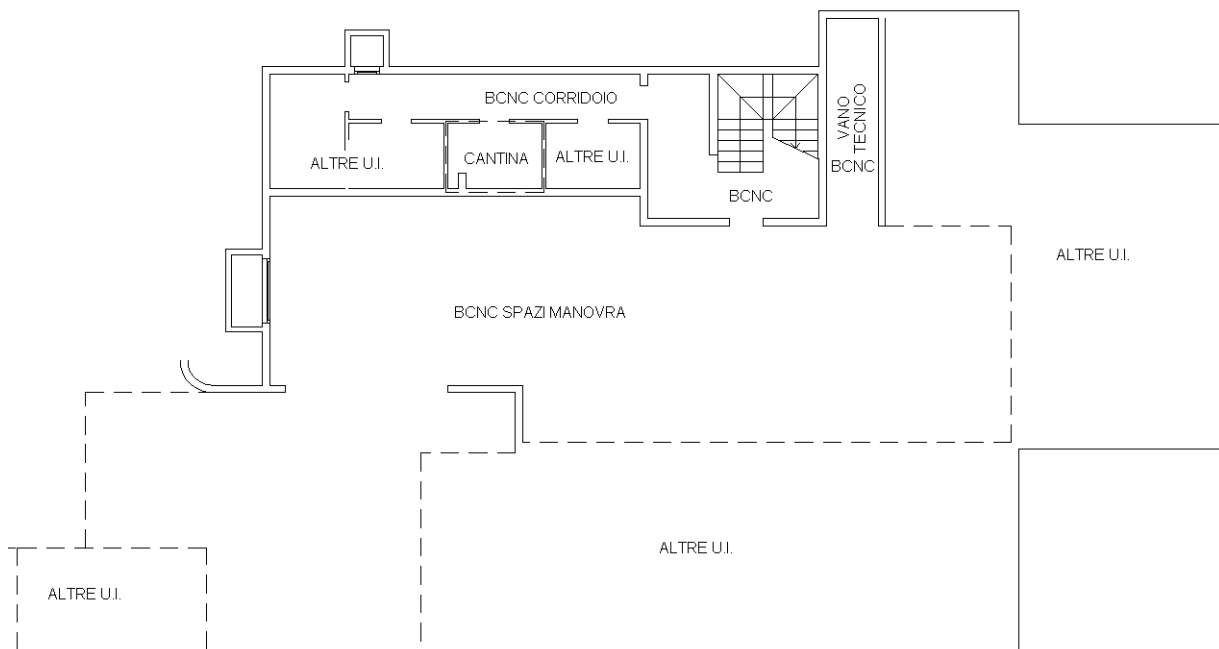 BCNC CORRIDOIO
VANO
TECNICO
BCNC
ALTRE U.I.
CANTINA
ALTRE U.I.
BCNC
ALTRE U.I.
BCNC SPAZI MANOVRA
ALTRE U.I.
ALTRE U.I.